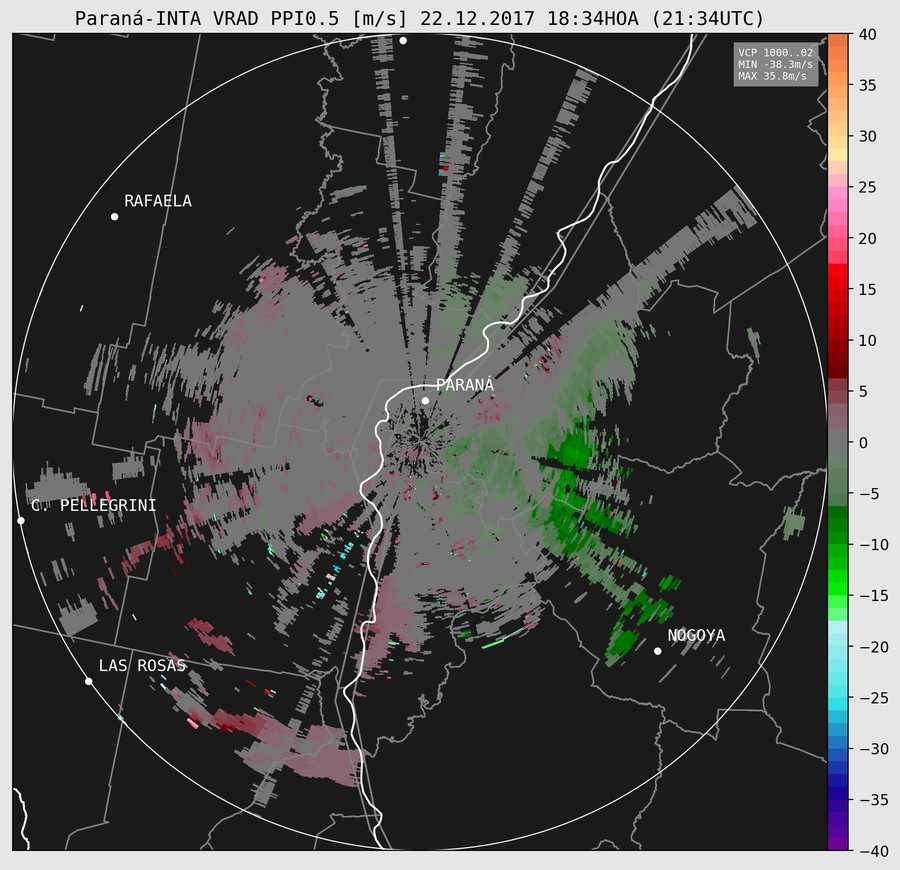 Paraná-INTA VRAD PPI0.5 [m/s] 22.12.2017 18:34HOA (21:34UTC)
VCP 1000..02
MIN -38.3m/s
MAX 35.8m/s
RAFAELA
PARANÁ
C. PELLEGRINI
NOGOYA
LAS ROSAS
40
35
30
25
20
15
10
5
0
−5
−10
−15
−20
−25
−30
−35
−40